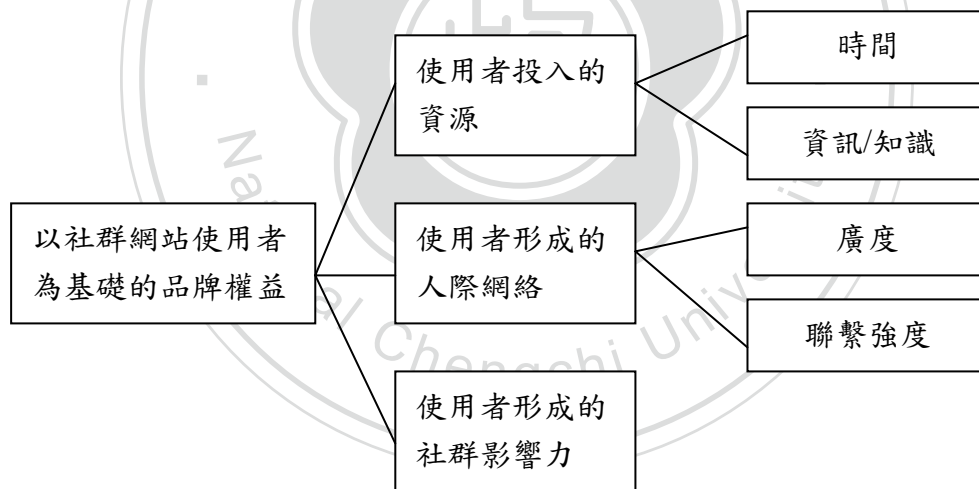 使用者投入的
資源
時間
資訊/知識
以社群網站使用者
為基礎的品牌權益
使用者形成的
人際網絡
廣度
聯繫強度
使用者形成的
社群影響力
Chengchi Univ